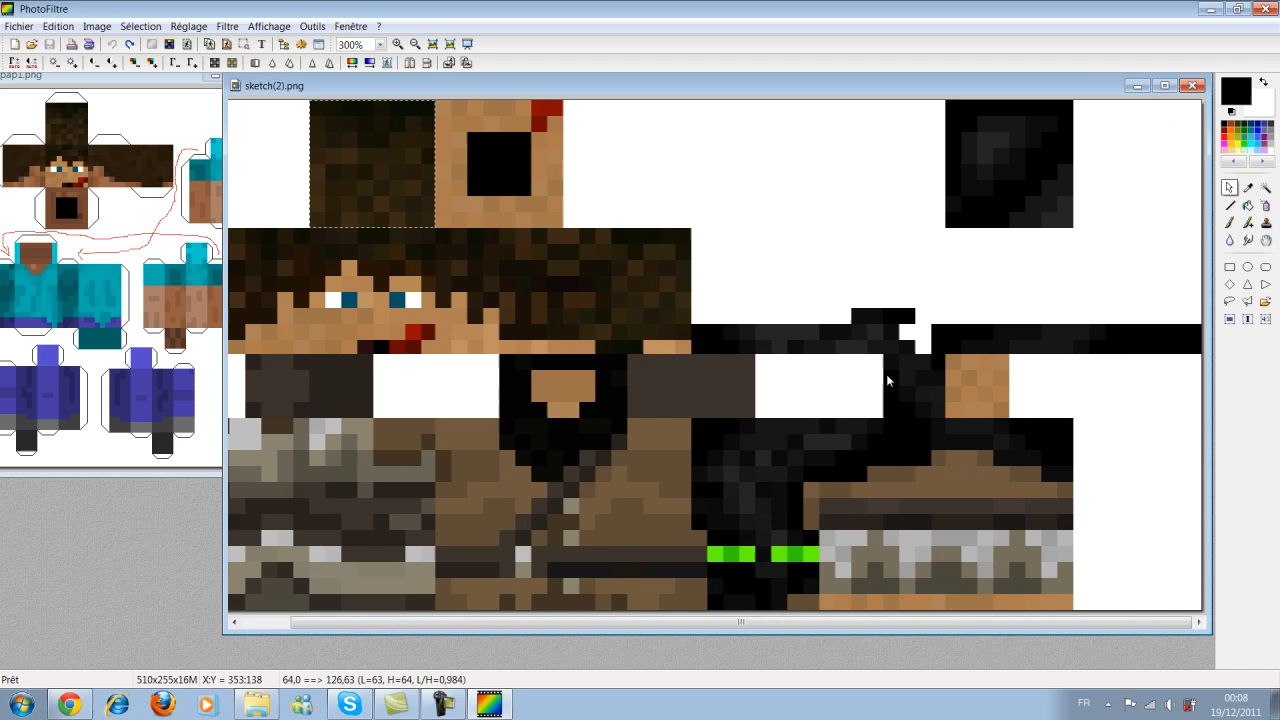 PhotoFiltre
Fichier Edition Image Sélection Réglage Filtre Affichage Outils Fenêtre ?
300%
pap1.png
sketch(2).png
Prêt 510x255x16M X:Y = 353:138 64,0 => 126,63 (L=63, H=64, L/H=0,984)
FR 00:08
19/12/2011